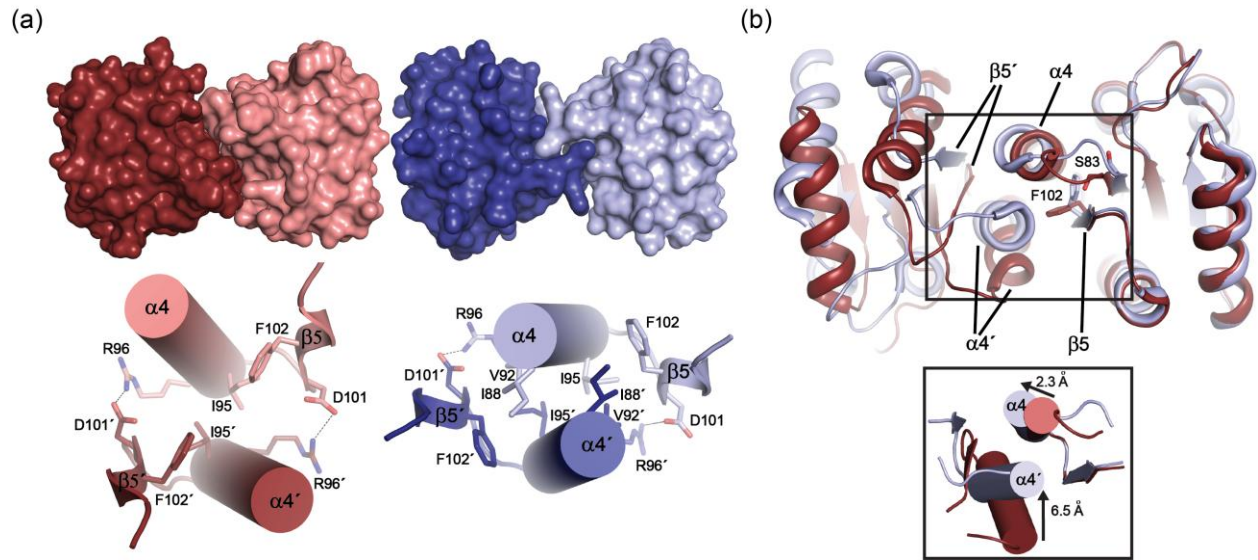 (a)
(b)
β5´
α4
S83
F102
α4´
β5
α4
F102
β5
R96
I95
D101
D101´
I95´
β5´
F102´
α4´
R96´
R96
α4
F102
V92
I95
D101´
I88
I88´
β5
β5´
I95´
V92´
D101
α4´
F102´
R96´
2.3 Å
α4
α4´
6.5 Å